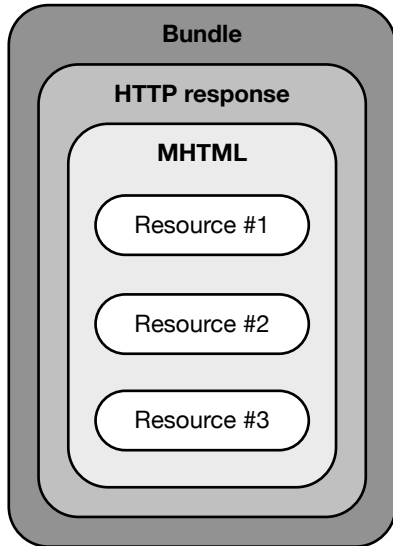 Bundle
HTTP response
MHTML
Resource #1
Resource #2
Resource #3